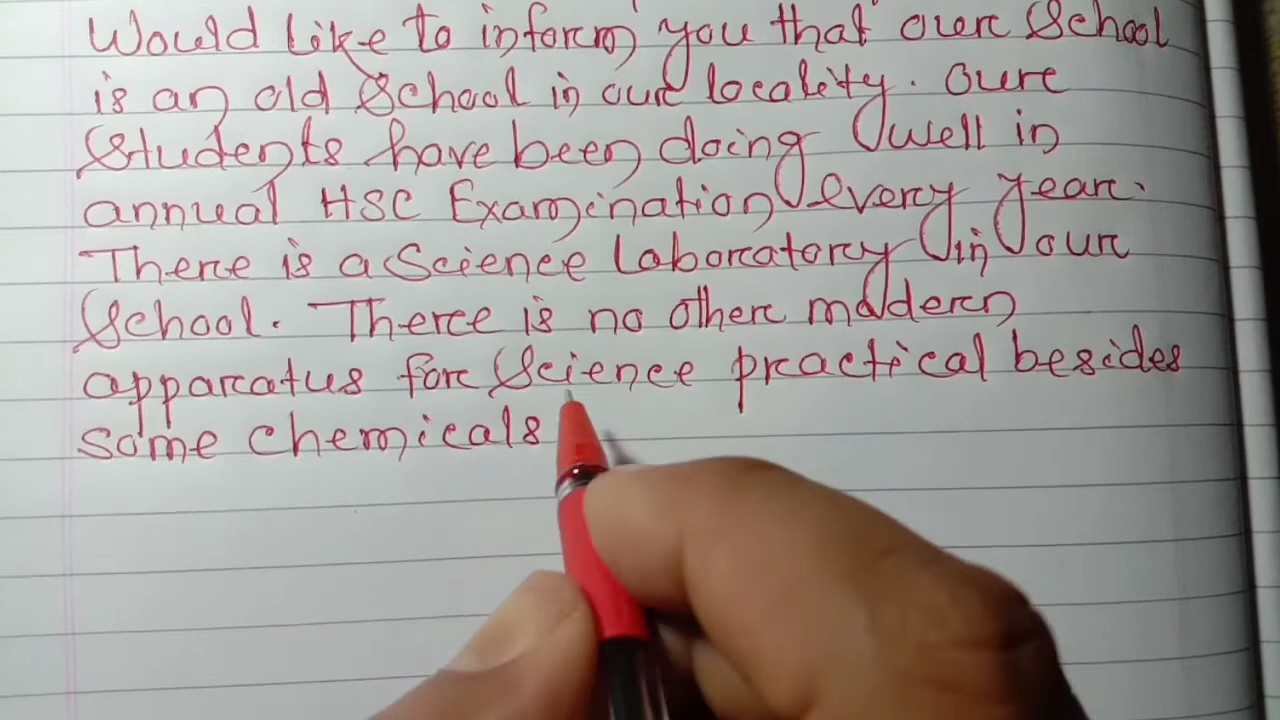 Would like to inform you that our School
is an old School in our locality. Our
Students have been doing well in
annual HSC Examination every year.
There is a Science Laboratory in our
School. There is no other modern
apparatus for Science practical besides
some chemicals